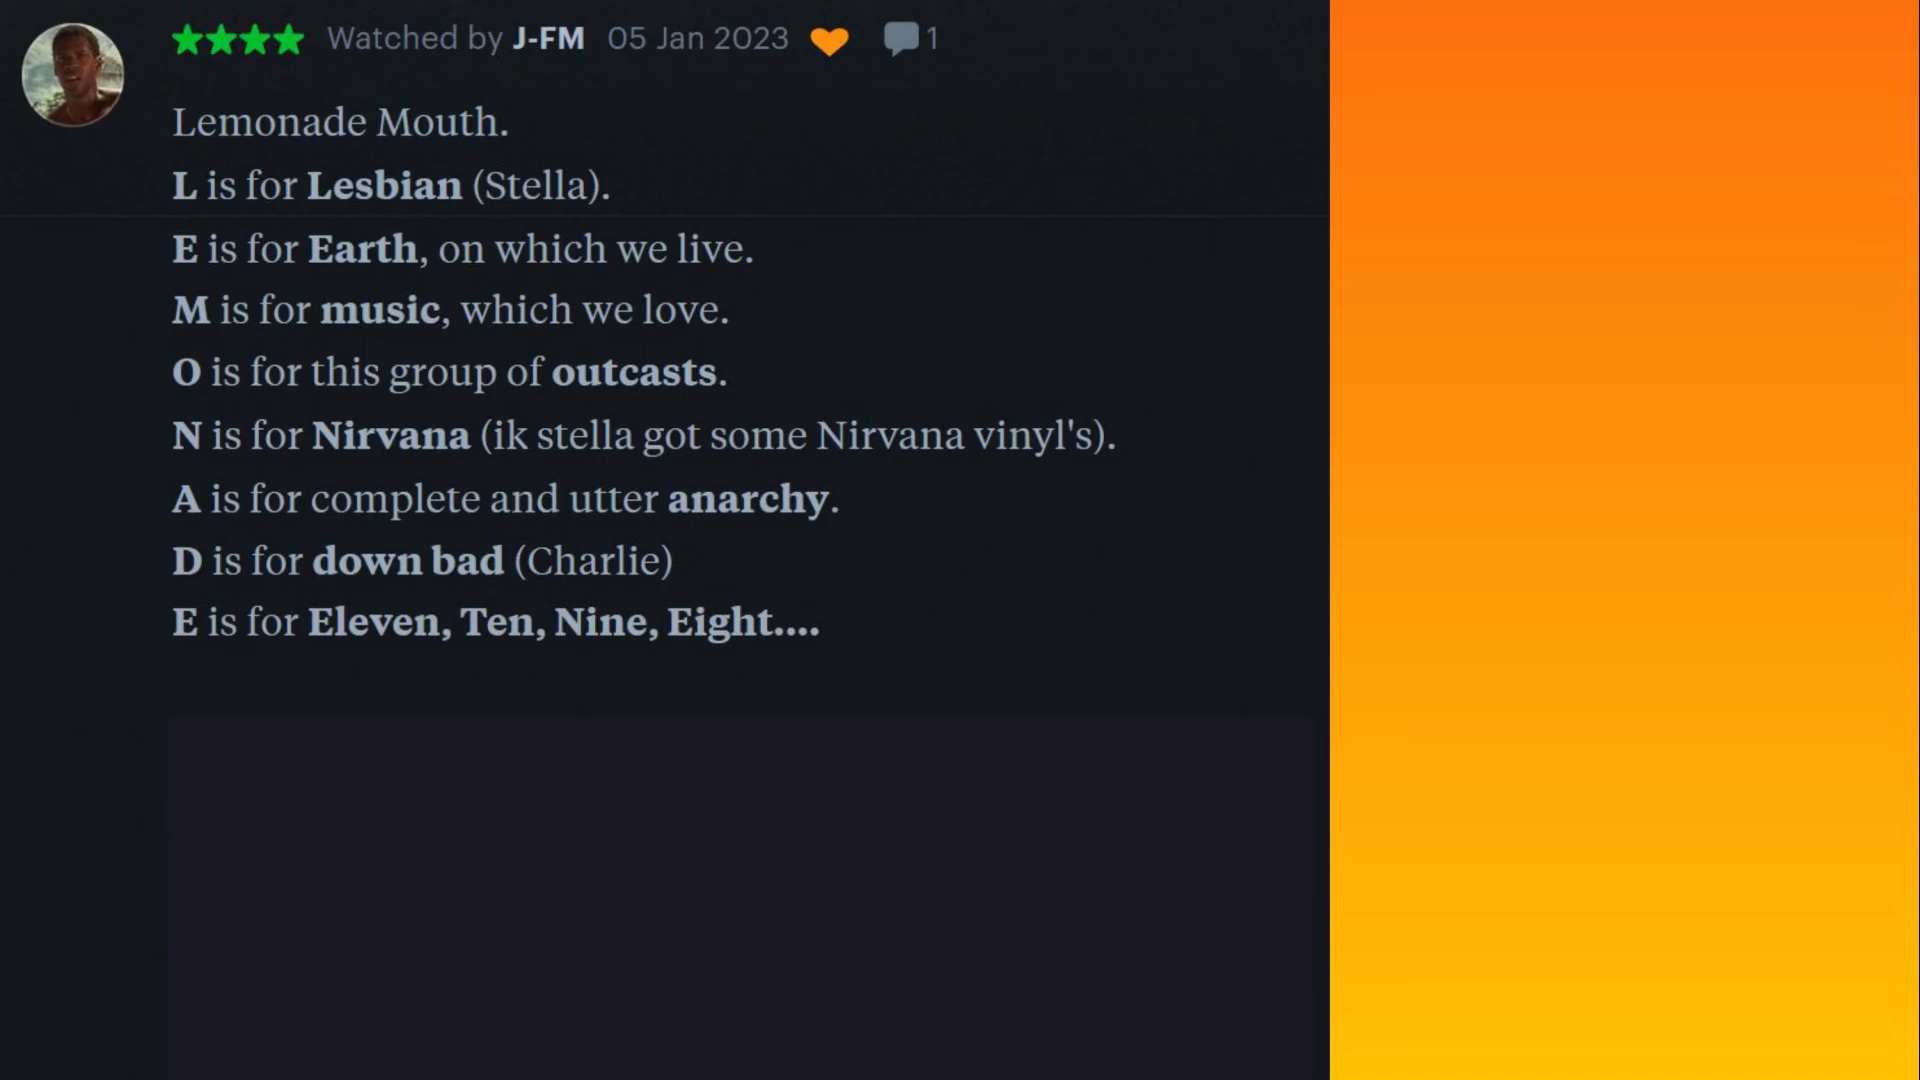 ★★★★ Watched by J-FM 05 Jan 2023 1
Lemonade Mouth.
L is for Lesbian (Stella).
E is for Earth, on which we live.
M is for music, which we love.
O is for this group of outcasts.
N is for Nirvana (ik stella got some Nirvana vinyl's).
A is for complete and utter anarchy.
D is for down bad (Charlie)
E is for Eleven, Ten, Nine, Eight....